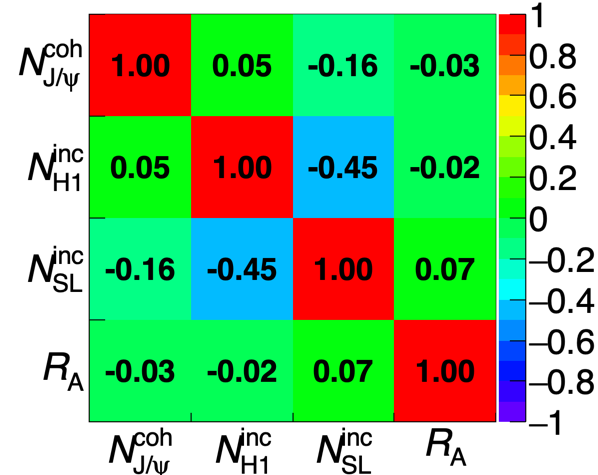 N^coh_J/ψ 1.00 0.05 -0.16 -0.03
N^inc_H1 0.05 1.00 -0.45 -0.02
N^inc_SL -0.16 -0.45 1.00 0.07
R_A -0.03 -0.02 0.07 1.00
N^coh_J/ψ N^inc_H1 N^inc_SL R_A
1
0.8
0.6
0.4
0.2
0
−0.2
−0.4
−0.6
−0.8
−1